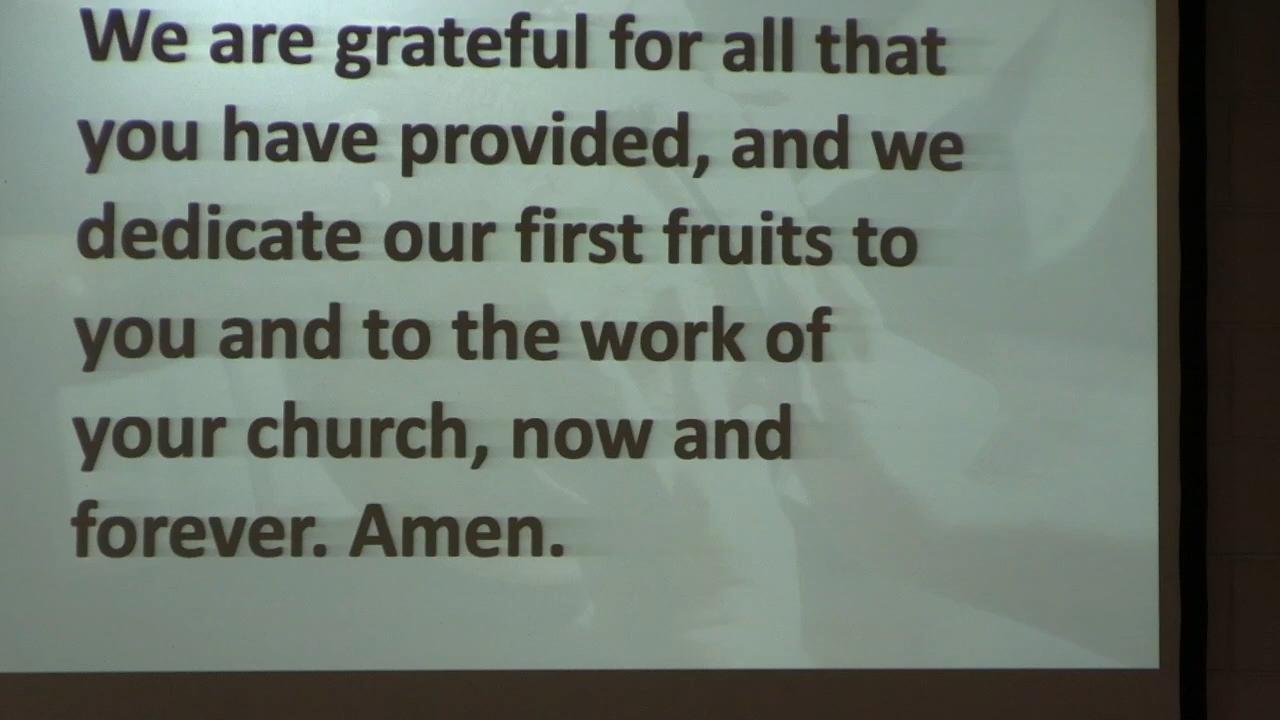 We are grateful for all that
you have provided, and we
dedicate our first fruits to
you and to the work of
your church, now and
forever. Amen.